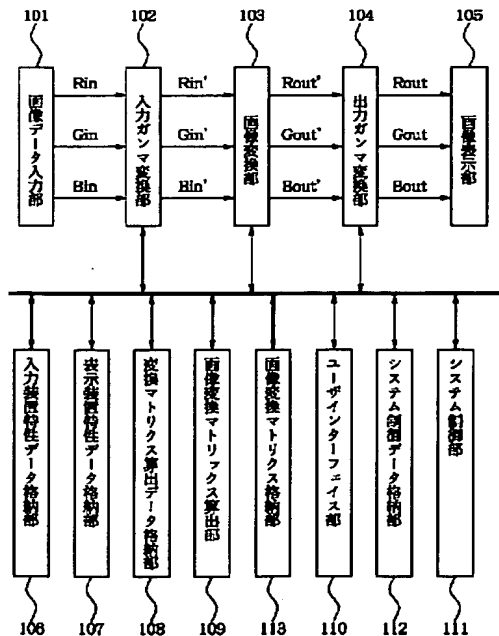 101 102 103 104 105
画像データ入力部
Rin
Gin
Bin
入力ガンマ変換部
Rin'
Gin'
Bin'
画像変換部
Rout'
Gout'
Bout'
出力ガンマ変換部
Rout
Gout
Bout
画像表示部
入力装置特性データ格納部
表示装置特性データ格納部
変換マトリクス算出データ格納部
画像変換マトリックス算出部
画像変換マトリクス格納部
ユーザインターフェイス部
システム制御データ格納部
システム制御部
106 107 108 109 113 110 112 111